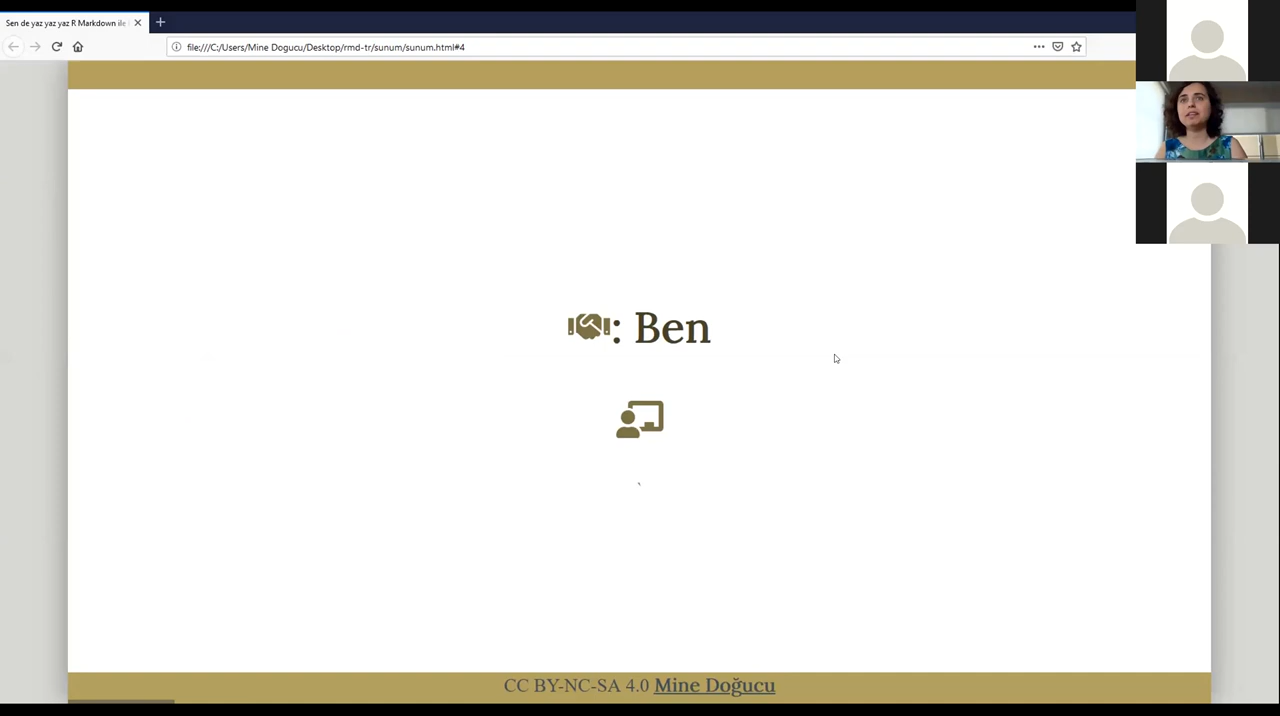 Sen de yaz yaz yaz R Markdown ile
file:///C:/Users/Mine Dogucu/Desktop/rmd-tr/sunum/sunum.html#4
: Ben
CC BY-NC-SA 4.0 Mine Doğucu